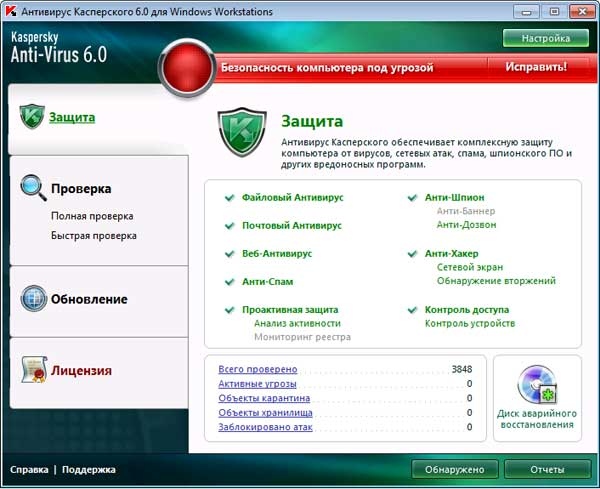 Антивирус Касперского 6.0 для Windows Workstations
Kaspersky
Anti-Virus 6.0
Настройка
Безопасность компьютера под угрозой
Исправить!
Защита
Проверка
Полная проверка
Быстрая проверка
Обновление
Лицензия
Защита
Антивирус Касперского обеспечивает комплексную защиту
компьютера от вирусов, сетевых атак, спама, шпионского ПО и
других вредоносных программ.
Файловый Антивирус
Почтовый Антивирус
Веб-Антивирус
Анти-Спам
Проактивная защита
Анализ активности
Мониторинг реестра
Анти-Шпион
Анти-Баннер
Анти-Дозвон
Анти-Хакер
Сетевой экран
Обнаружение вторжений
Контроль доступа
Контроль устройств
Всего проверено 3848
Активные угрозы 0
Объекты карантина 0
Объекты хранилища 0
Заблокировано атак 0
Диск аварийного
восстановления
Справка | Поддержка
Обнаружено
Отчеты